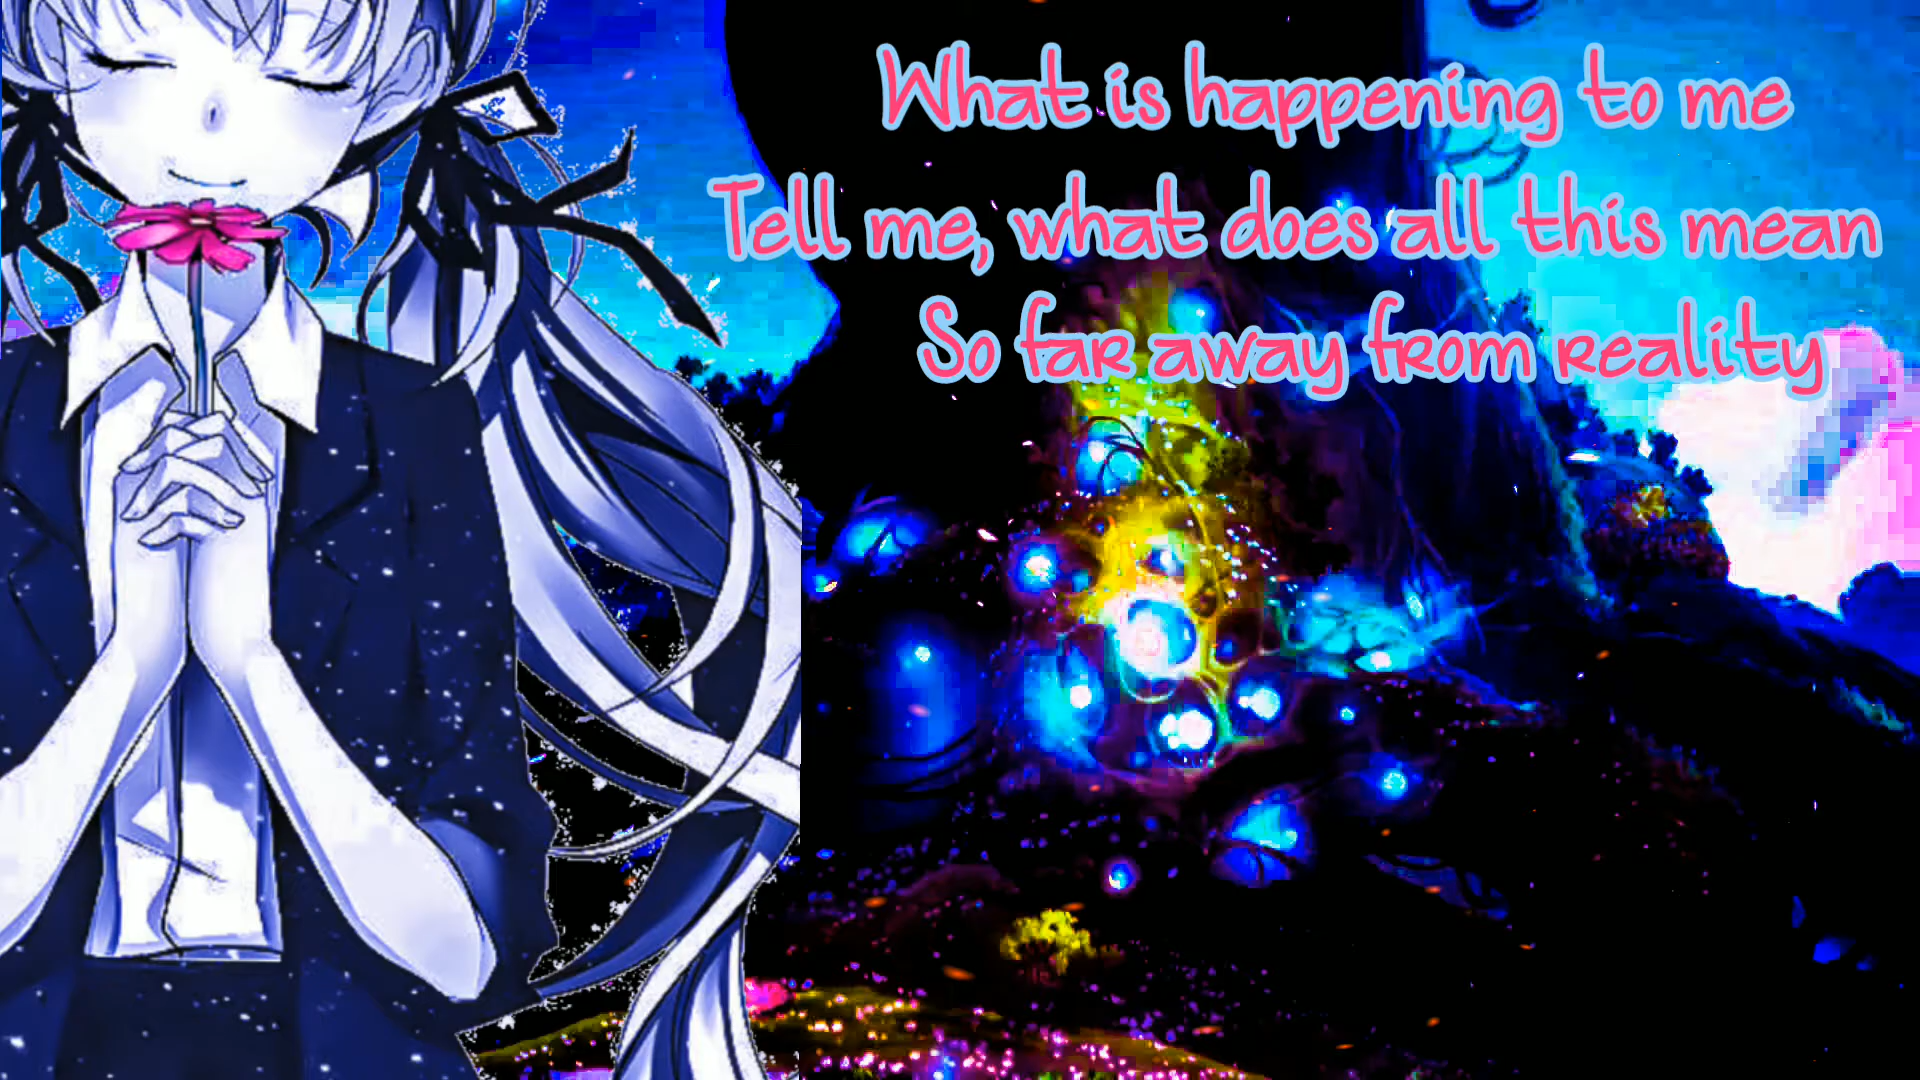 What is happening to me
Tell me, what does all this mean
So far away from reality